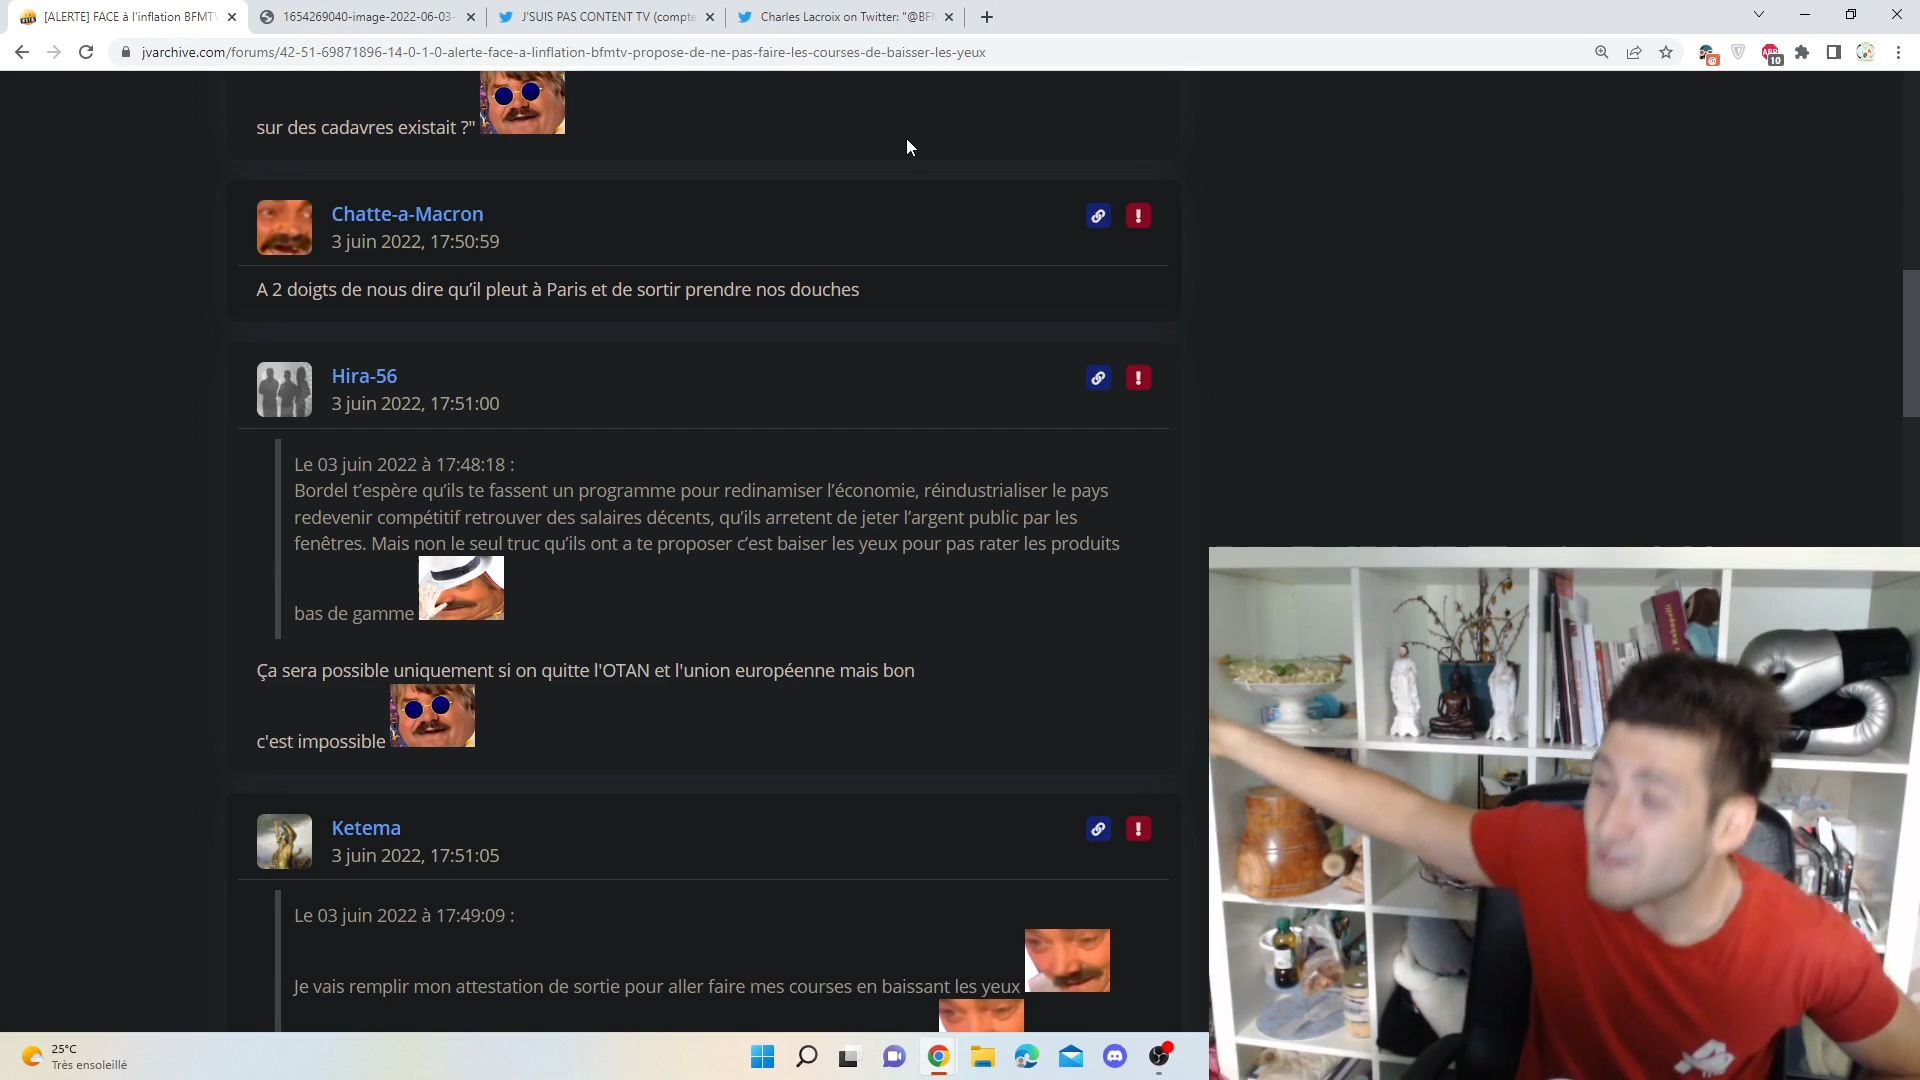 [ALERTE] FACE à l'inflation BFMTV
1654269040-image-2022-06-03-
J'SUIS PAS CONTENT TV (compte
Charles Lacroix on Twitter: "@BFM
jvarchive.com/forums/42-51-69871896-14-0-1-0-alerte-face-a-linflation-bfmtv-propose-de-ne-pas-faire-les-courses-de-baisser-les-yeux
10
sur des cadavres existait ?"
Chatte-a-Macron
3 juin 2022, 17:50:59
A 2 doigts de nous dire qu'il pleut à Paris et de sortir prendre nos douches
Hira-56
3 juin 2022, 17:51:00
Le 03 juin 2022 à 17:48:18 :
Bordel t'espère qu'ils te fassent un programme pour redinamiser l'économie, réindustrialiser le pays
redevenir compétitif retrouver des salaires décents, qu'ils arretent de jeter l'argent public par les
fenêtres. Mais non le seul truc qu'ils ont a te proposer c'est baiser les yeux pour pas rater les produits
bas de gamme
Ça sera possible uniquement si on quitte l'OTAN et l'union européenne mais bon
c'est impossible
Ketema
3 juin 2022, 17:51:05
Le 03 juin 2022 à 17:49:09 :
Je vais remplir mon attestation de sortie pour aller faire mes courses en baissant les yeux
25°C
Très ensoleillé